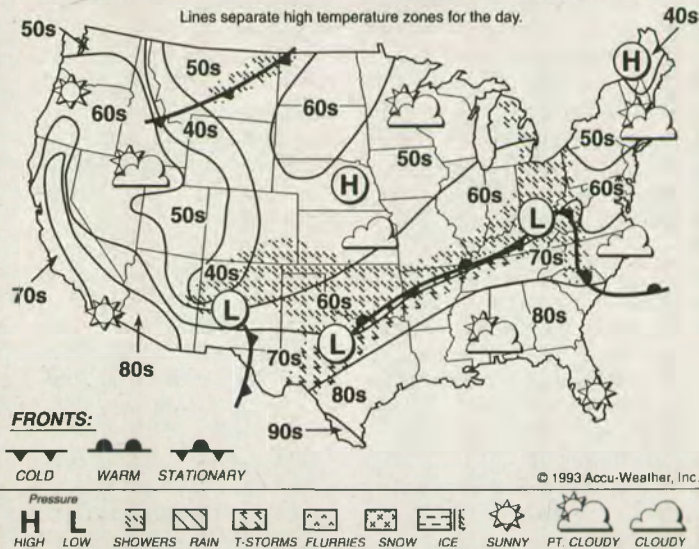 Lines separate high temperature zones for the day.
40s
50s
H
50s
60s
60s
40s
50s
50s
H
60s
60s
50s
L
70s
40s
70s
L
60s
80s
L
80s
70s
80s
90s
FRONTS:
COLD WARM STATIONARY
© 1993 Accu-Weather, Inc.
Pressure
H L
HIGH LOW SHOWERS RAIN T-STORMS FLURRIES SNOW ICE SUNNY PT. CLOUDY CLOUDY